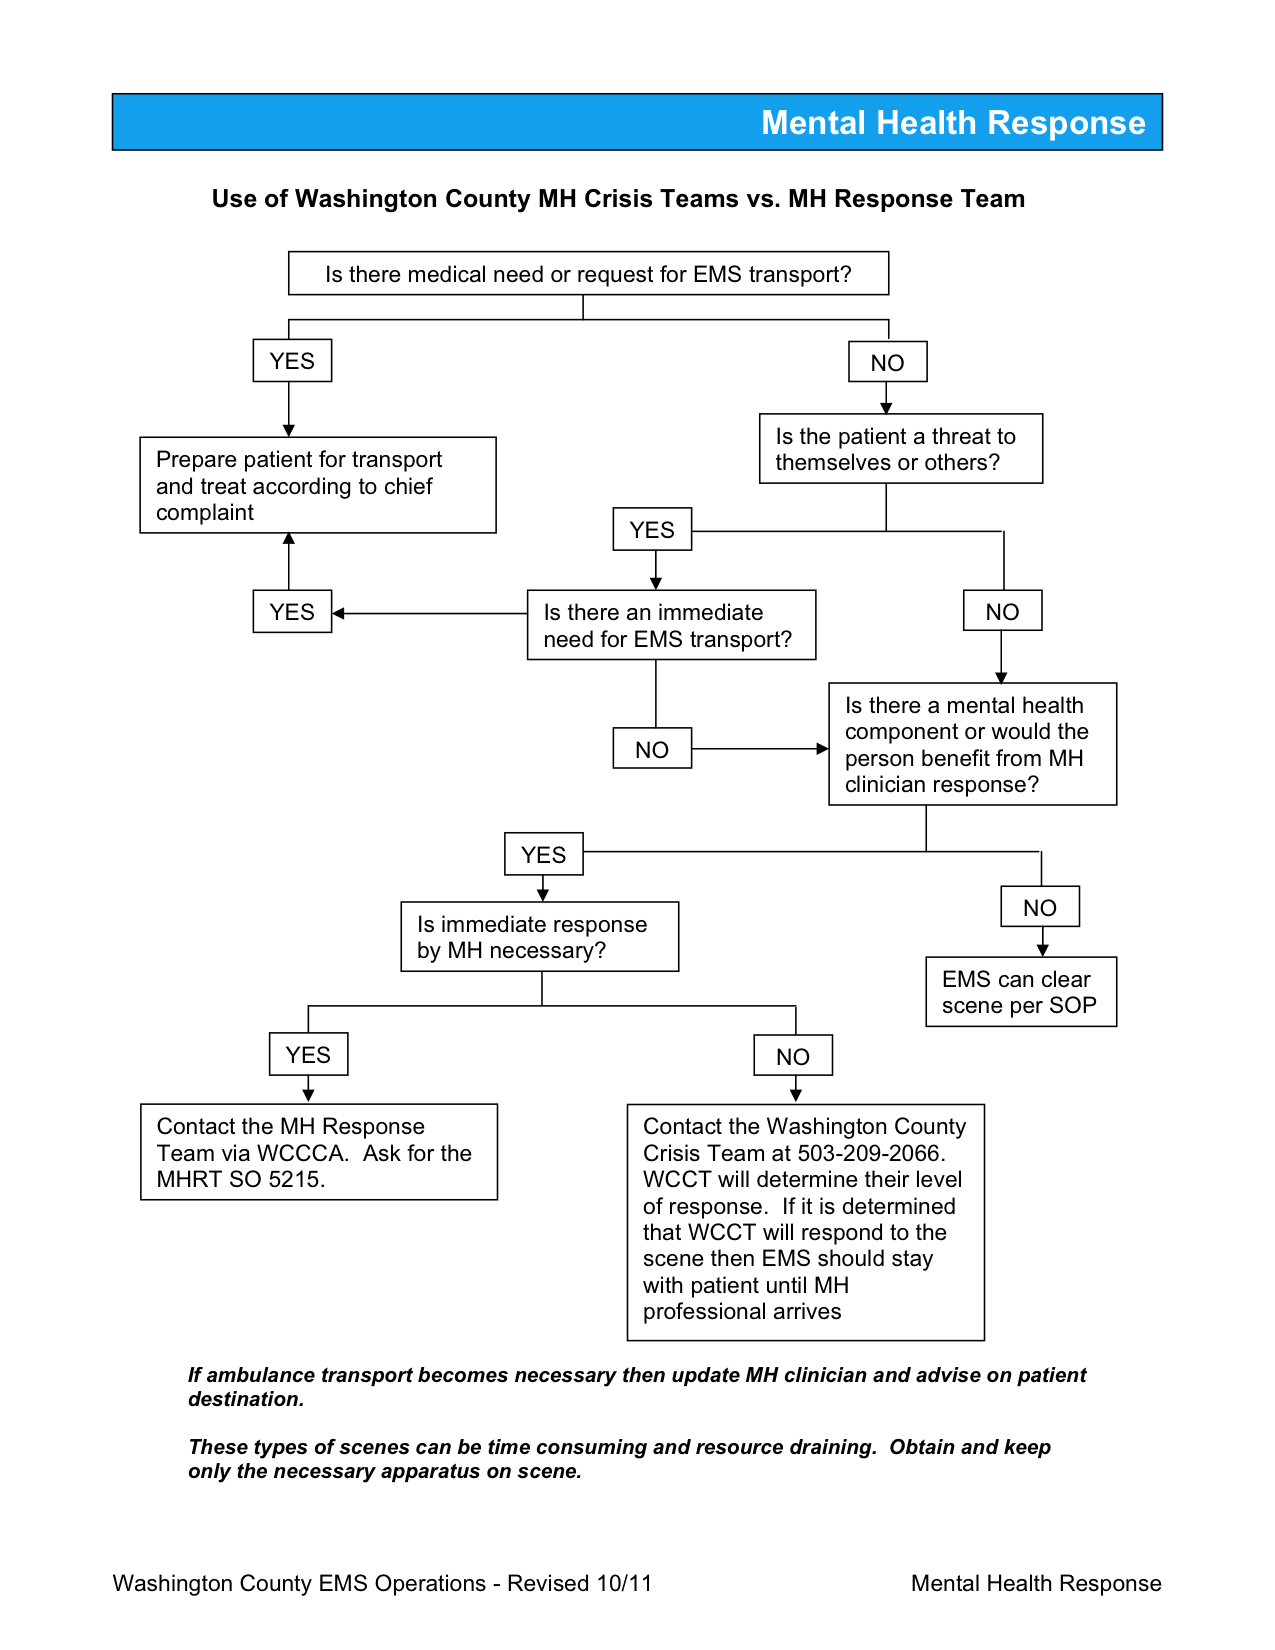 Mental Health Response
Use of Washington County MH Crisis Teams vs. MH Response Team
Is there medical need or request for EMS transport?
YES
NO
Prepare patient for transport
and treat according to chief
complaint
Is the patient a threat to
themselves or others?
YES
YES
Is there an immediate
need for EMS transport?
NO
NO
Is there a mental health
component or would the
person benefit from MH
clinician response?
YES
NO
Is immediate response
by MH necessary?
EMS can clear
scene per SOP
YES
NO
Contact the MH Response
Team via WCCCA.  Ask for the
MHRT SO 5215.
Contact the Washington County
Crisis Team at 503-209-2066.
WCCT will determine their level
of response.  If it is determined
that WCCT will respond to the
scene then EMS should stay
with patient until MH
professional arrives
If ambulance transport becomes necessary then update MH clinician and advise on patient
destination.
These types of scenes can be time consuming and resource draining.  Obtain and keep
only the necessary apparatus on scene.
Washington County EMS Operations - Revised 10/11
Mental Health Response